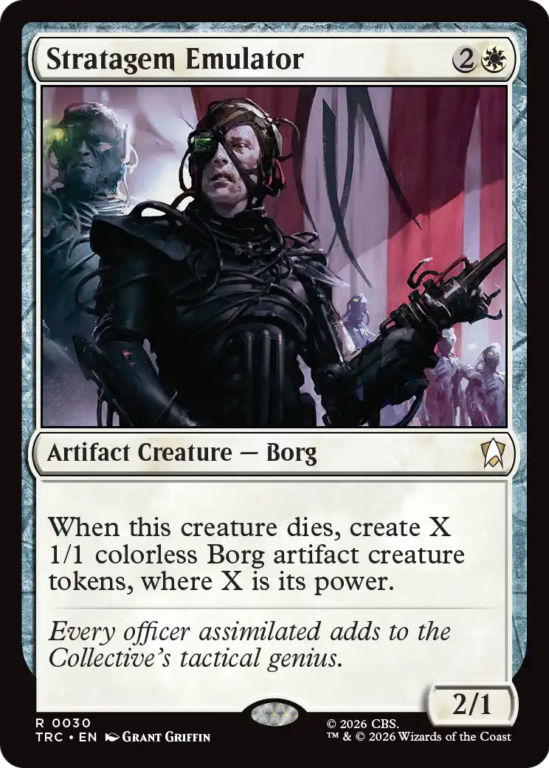 Stratagem Emulator 2
Artifact Creature — Borg
When this creature dies, create X
1/1 colorless Borg artifact creature
tokens, where X is its power.
Every officer assimilated adds to the
Collective's tactical genius.
2/1
R 0030
TRC • EN GRANT GRIFFIN
© 2026 CBS.
™ & © 2026 Wizards of the Coast